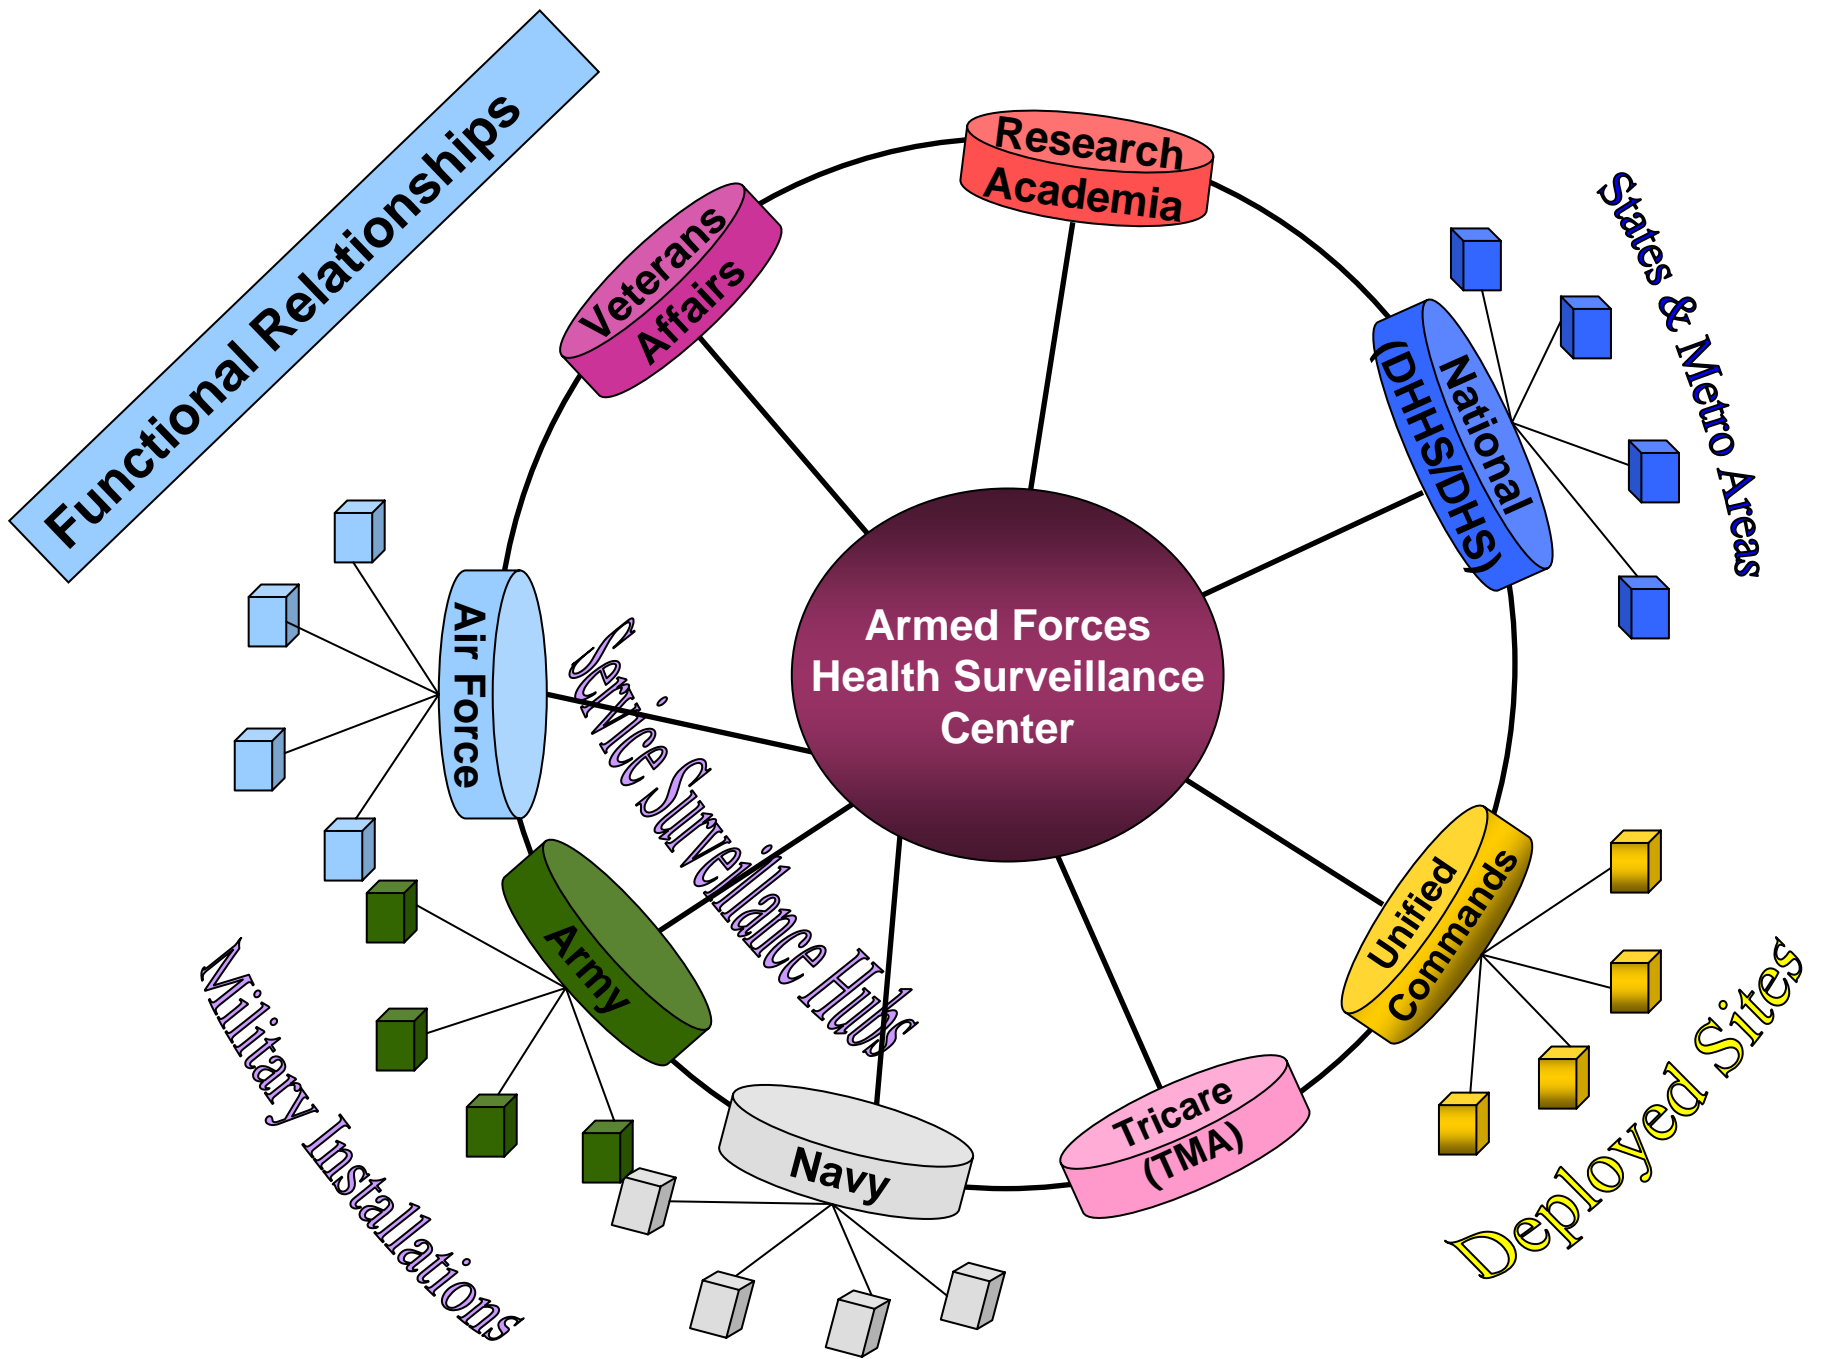 Functional Relationships
Research
Academia
Veterans
Affairs
National
(DHHS/DHS)
States & Metro Areas
Armed Forces
Health Surveillance
Center
Air Force
Service Surveillance Hubs
Army
Unified
Commands
Military Installations
Navy
Tricare
(TMA)
Deployed Sites